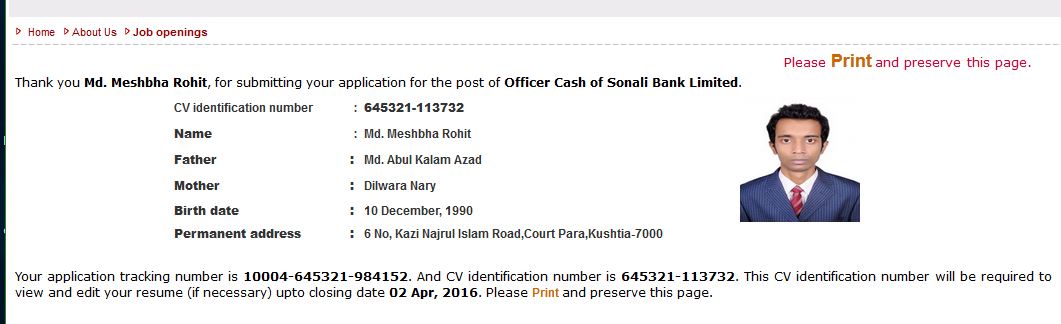 Home About Us Job openings
Please Print and preserve this page.
Thank you Md. Meshbha Rohit, for submitting your application for the post of Officer Cash of Sonali Bank Limited.
CV identification number : 645321-113732
Name : Md. Meshbha Rohit
Father : Md. Abul Kalam Azad
Mother : Dilwara Nary
Birth date : 10 December, 1990
Permanent address : 6 No, Kazi Najrul Islam Road,Court Para,Kushtia-7000
Your application tracking number is 10004-645321-984152. And CV identification number is 645321-113732. This CV identification number will be required to
view and edit your resume (if necessary) upto closing date 02 Apr, 2016. Please Print and preserve this page.